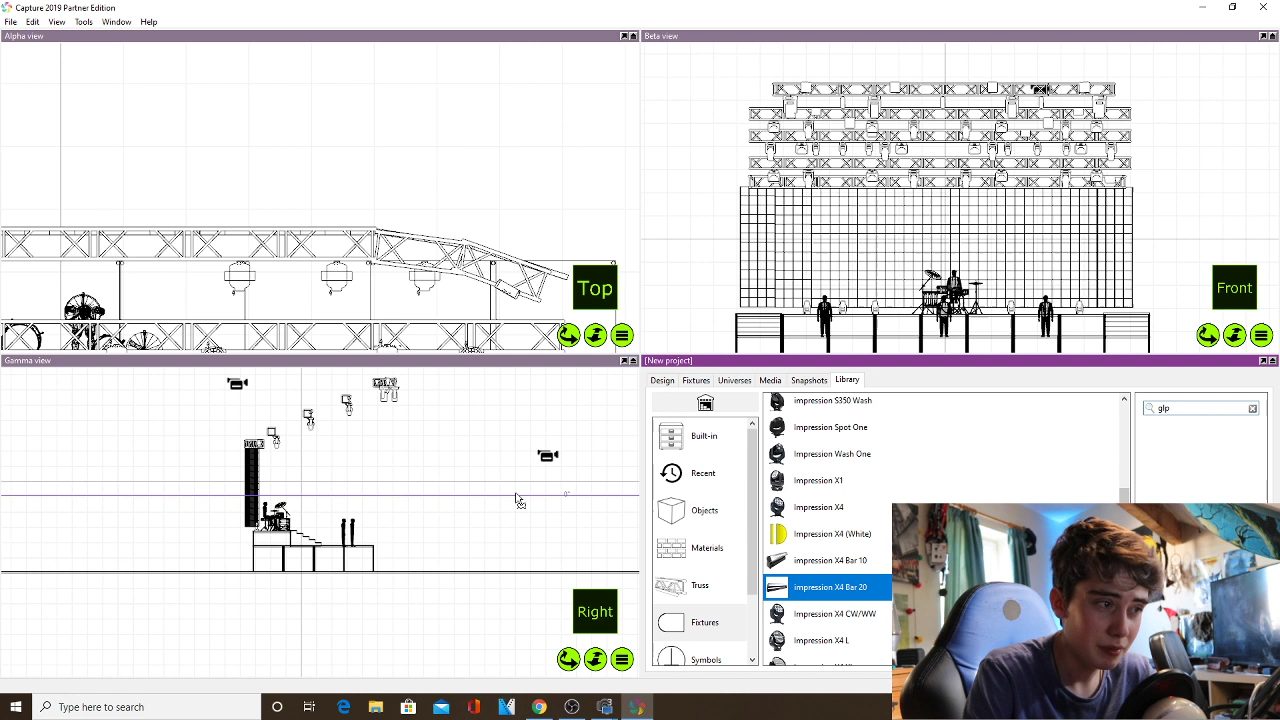 Capture 2019 Partner Edition
File Edit View Tools Window Help
Alpha view
Beta view
Top
Front
Gamma view
[New project]
Design Fixtures Universes Media Snapshots Library
Built-in
Recent
Objects
Materials
Truss
Fixtures
Symbols
impression S350 Wash
Impression Spot One
Impression Wash One
Impression X1
Impression X4
Impression X4 (White)
impression X4 Bar 10
impression X4 Bar 20
impression X4 CW/WW
Impression X4 L
glp
0°
Right
Type here to search